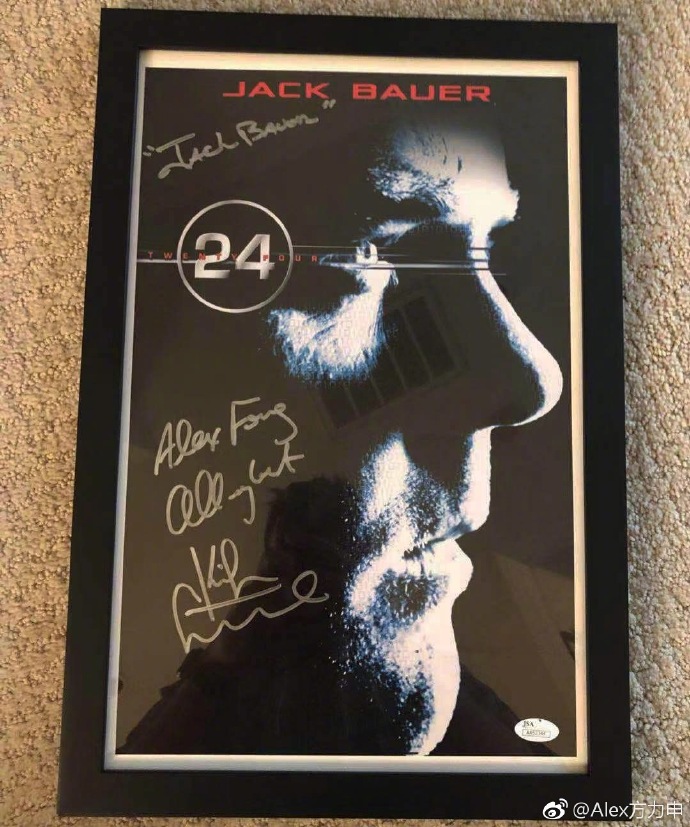 JACK BAUER
"Jack Bauer"
24
TWENTY FOUR
Alex Fong
All my best
JSA
@Alex方力申